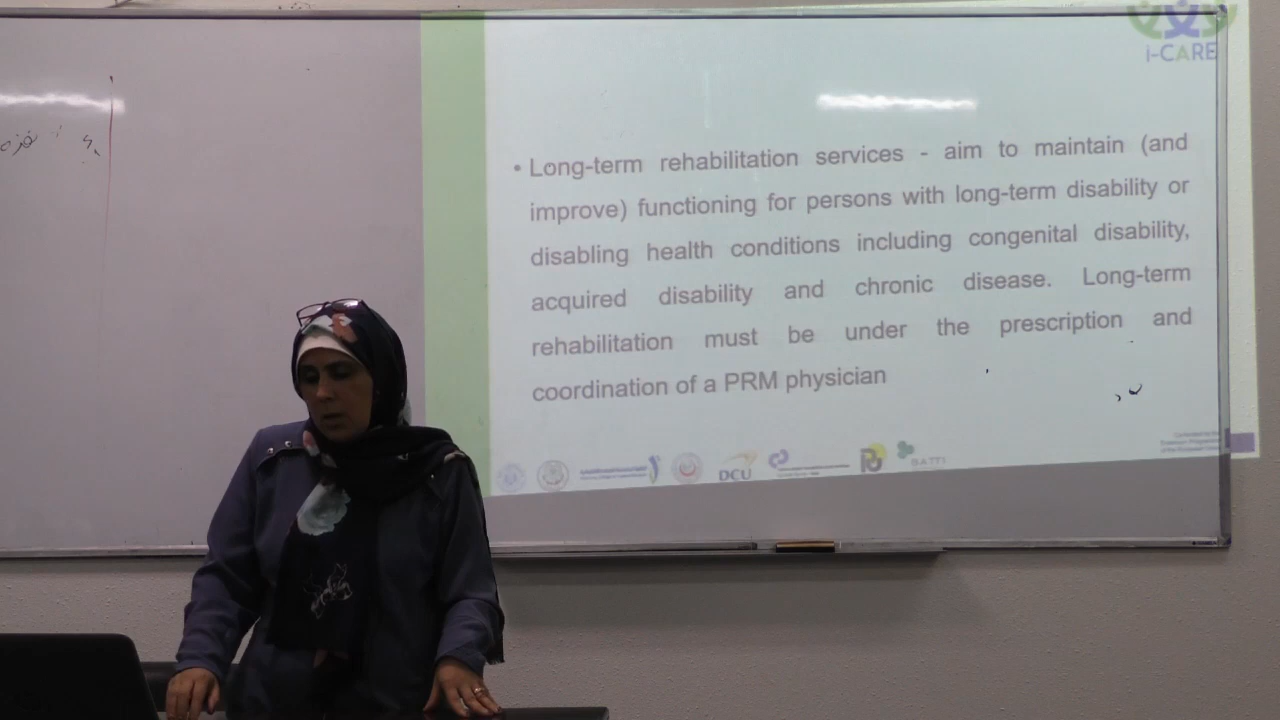 i-CARE
• Long-term rehabilitation services - aim to maintain (and
improve) functioning for persons with long-term disability or
disabling health conditions including congenital disability,
acquired disability and chronic disease. Long-term
rehabilitation must be under the prescription and
coordination of a PRM physician
DCU